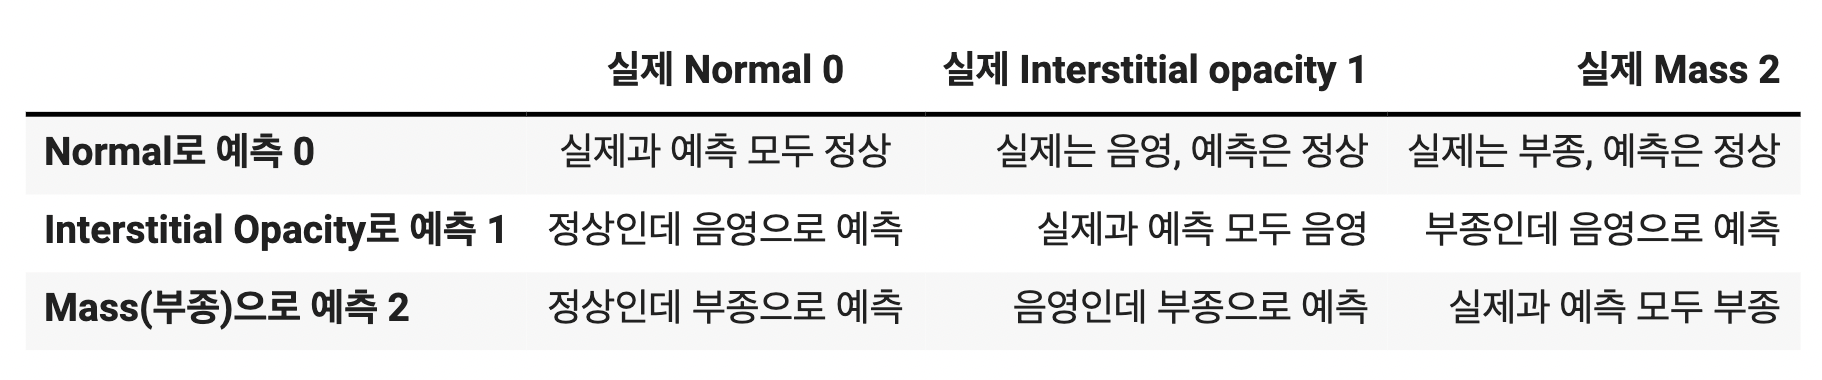 실제 Normal 0 실제 Interstitial opacity 1 실제 Mass 2
Normal로 예측 0 실제과 예측 모두 정상 실제는 음영, 예측은 정상 실제는 부종, 예측은 정상
Interstitial Opacity로 예측 1 정상인데 음영으로 예측 실제과 예측 모두 음영 부종인데 음영으로 예측
Mass(부종)으로 예측 2 정상인데 부종으로 예측 음영인데 부종으로 예측 실제과 예측 모두 부종